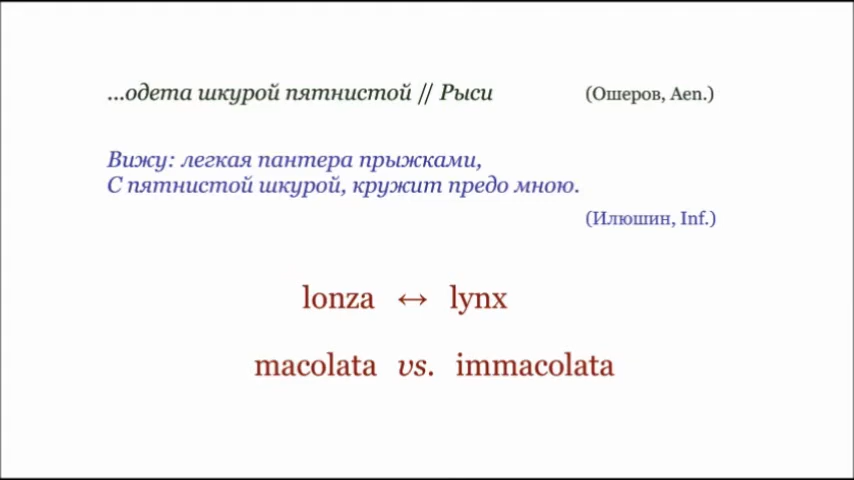 ...одета шкурой пятнистой // Рыси (Ошеров, Aen.)
Вижу: легкая пантера прыжками,
С пятнистой шкурой, кружит предо мною.
(Илюшин, Inf.)
lonza ↔ lynx
macolata vs. immacolata